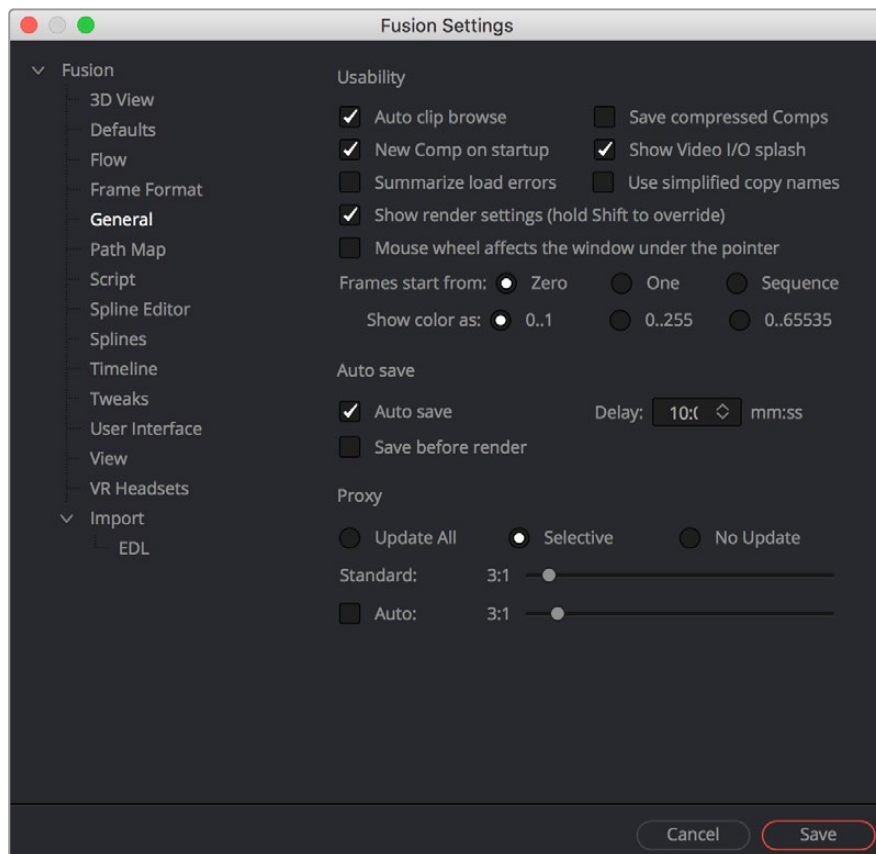 Fusion Settings
Fusion
3D View
Defaults
Flow
Frame Format
General
Path Map
Script
Spline Editor
Splines
Timeline
Tweaks
User Interface
View
VR Headsets
Import
EDL
Usability
Auto clip browse Save compressed Comps
New Comp on startup Show Video I/O splash
Summarize load errors Use simplified copy names
Show render settings (hold Shift to override)
Mouse wheel affects the window under the pointer
Frames start from: Zero One Sequence
Show color as: 0..1 0..255 0..65535
Auto save
Auto save Delay: 10:( mm:ss
Save before render
Proxy
Update All Selective No Update
Standard: 3:1
Auto: 3:1
Cancel Save